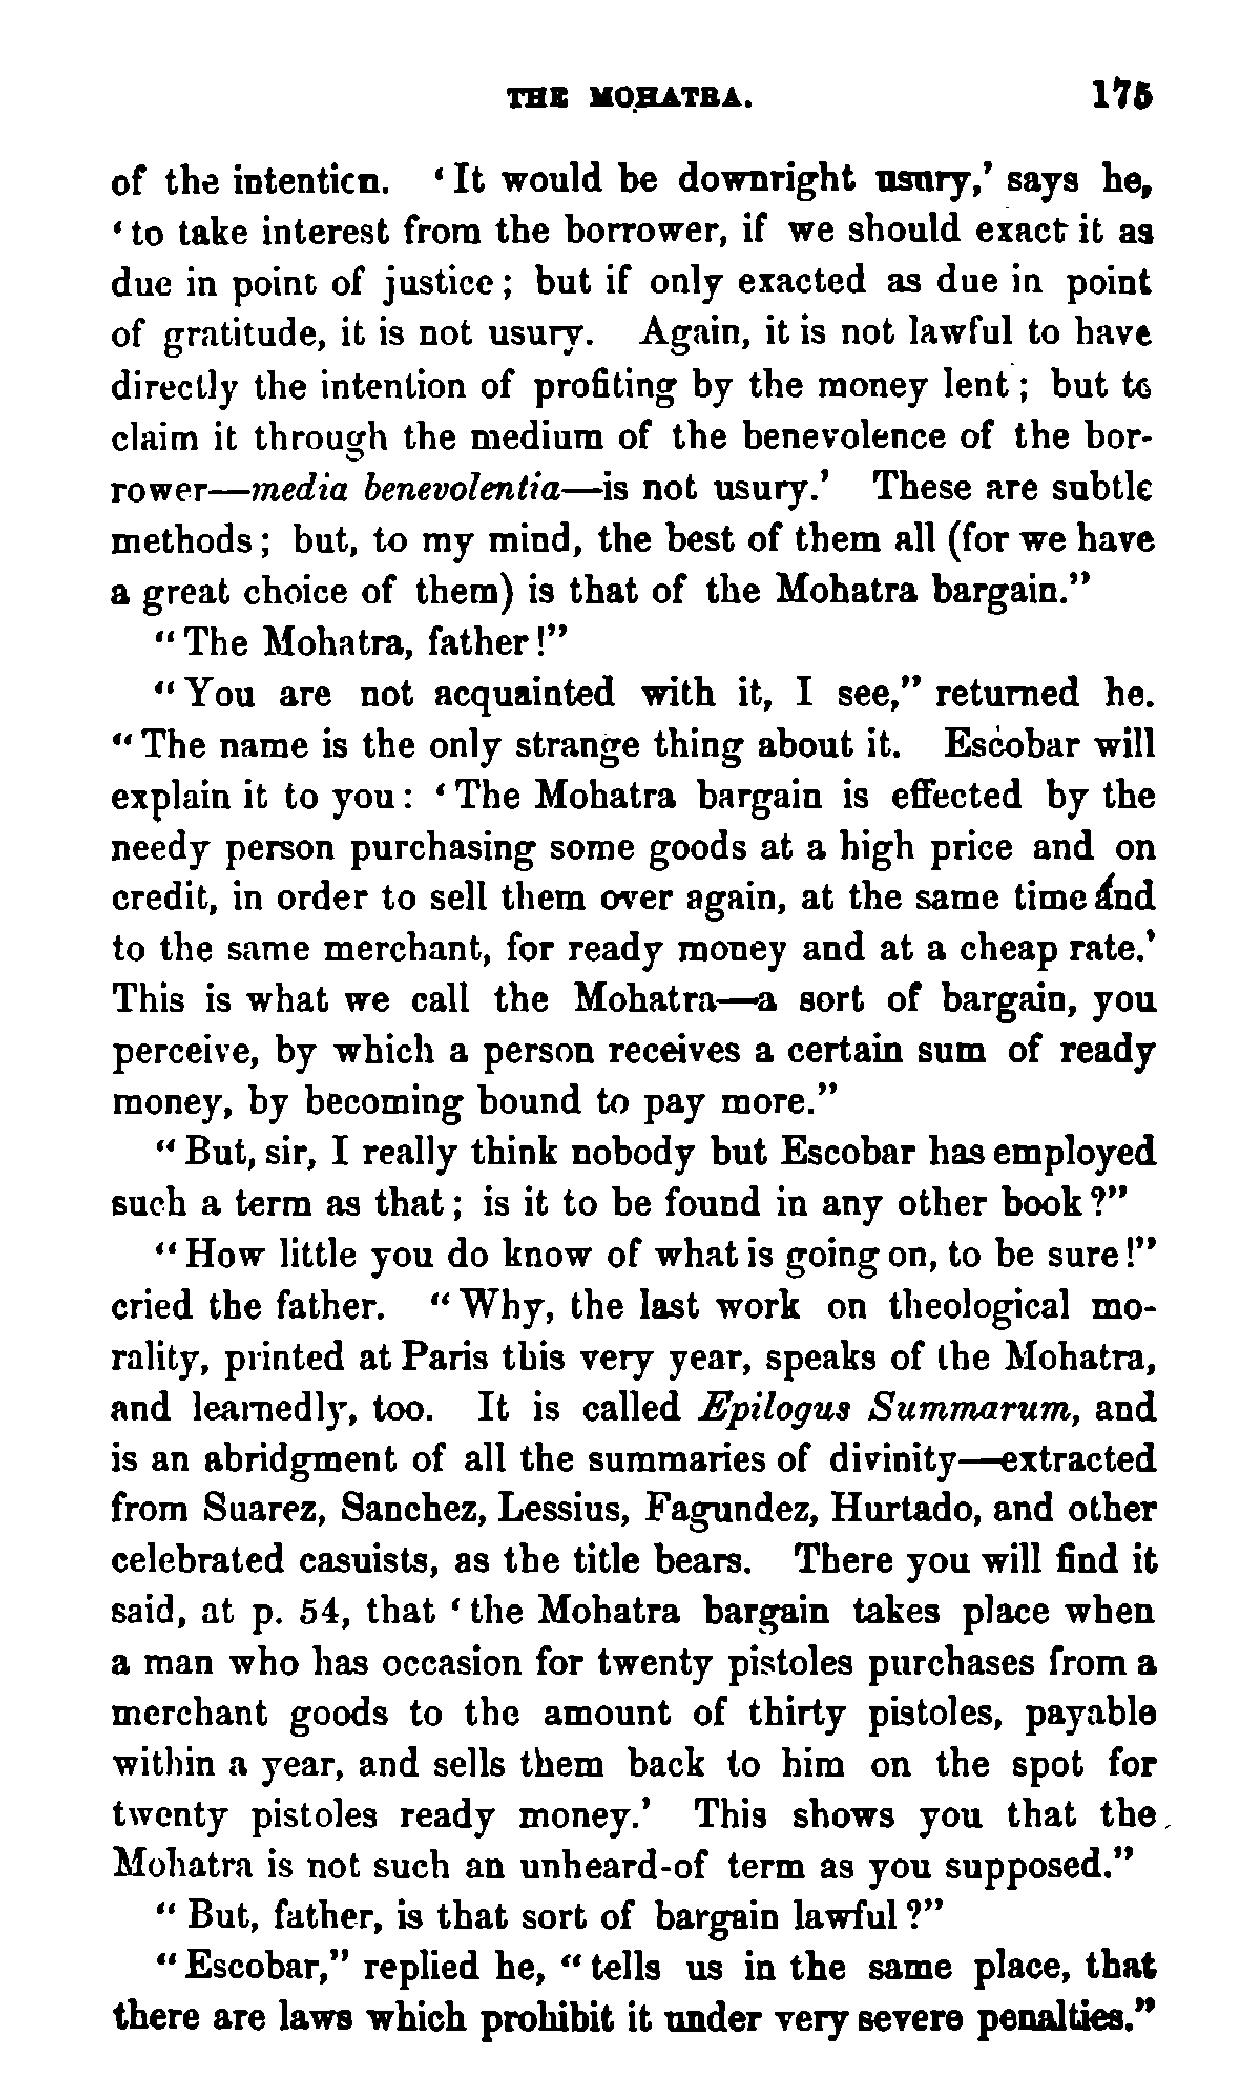 THE MOHATRA. 175
of the intention. ‘ It would be downright usury,’ says he,
‘ to take interest from the borrower, if we should exact it as
due in point of justice ; but if only exacted as due in point
of gratitude, it is not usury. Again, it is not lawful to have
directly the intention of profiting by the money lent ; but to
claim it through the medium of the benevolence of the bor-
rower—media benevolentia—is not usury.’ These are subtle
methods ; but, to my mind, the best of them all (for we have
a great choice of them) is that of the Mohatra bargain.”
“ The Mohatra, father !”
“ You are not acquainted with it, I see,” returned he.
“ The name is the only strange thing about it. Escobar will
explain it to you : ‘ The Mohatra bargain is effected by the
needy person purchasing some goods at a high price and on
credit, in order to sell them over again, at the same time and
to the same merchant, for ready money and at a cheap rate.’
This is what we call the Mohatra—a sort of bargain, you
perceive, by which a person receives a certain sum of ready
money, by becoming bound to pay more.”
“ But, sir, I really think nobody but Escobar has employed
such a term as that ; is it to be found in any other book ?”
“ How little you do know of what is going on, to be sure !”
cried the father. “ Why, the last work on theological mo-
rality, printed at Paris this very year, speaks of the Mohatra,
and learnedly, too. It is called Epilogus Summarum, and
is an abridgment of all the summaries of divinity—extracted
from Suarez, Sanchez, Lessius, Fagundez, Hurtado, and other
celebrated casuists, as the title bears. There you will find it
said, at p. 54, that ‘ the Mohatra bargain takes place when
a man who has occasion for twenty pistoles purchases from a
merchant goods to the amount of thirty pistoles, payable
within a year, and sells them back to him on the spot for
twenty pistoles ready money.’ This shows you that the
Mohatra is not such an unheard-of term as you supposed.”
“ But, father, is that sort of bargain lawful ?”
“ Escobar,” replied he, “ tells us in the same place, that
there are laws which prohibit it under very severe penalties.”